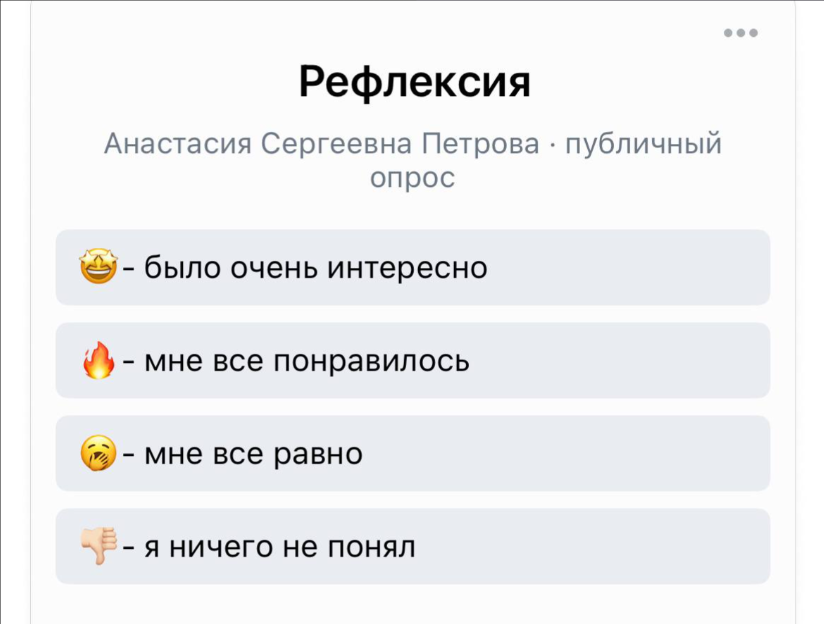 Рефлексия
Анастасия Сергеевна Петрова · публичный
опрос
🤩- было очень интересно
🔥- мне все понравилось
🥱- мне все равно
👎🏻- я ничего не понял